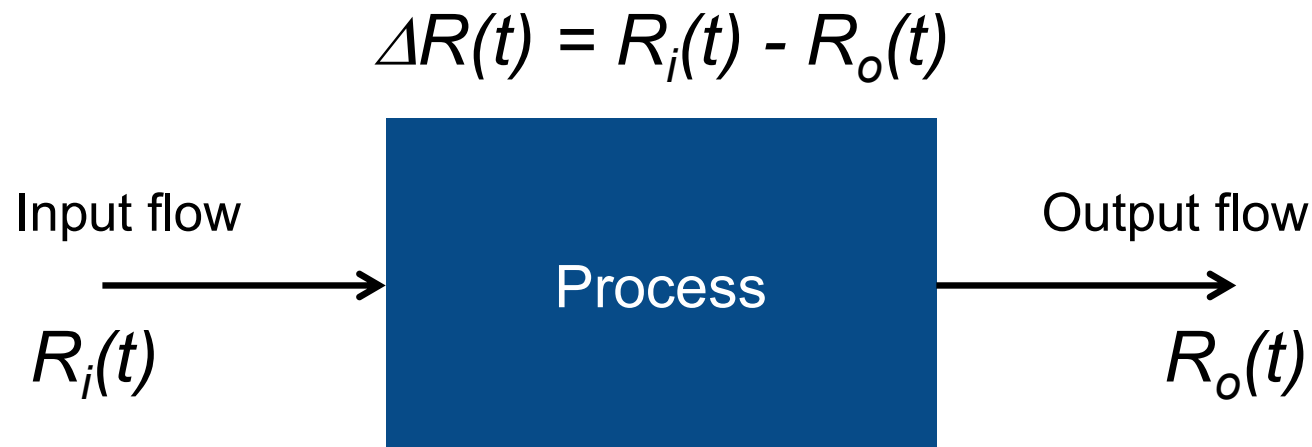 ΔR(t) = Rᵢ(t) - Rₒ(t)
Input flow
Output flow
Process
Rᵢ(t)
Rₒ(t)